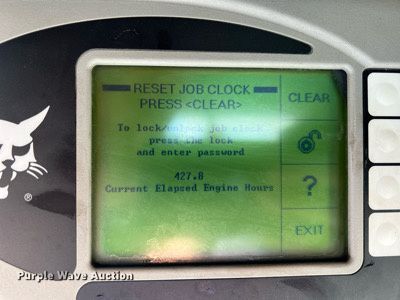 RESET JOB CLOCK
PRESS <CLEAR>
CLEAR
To lock/unlock job clock
press the lock
and enter password
427.8
Current Elapsed Engine Hours
?
EXIT
®
Purple Wave Auction